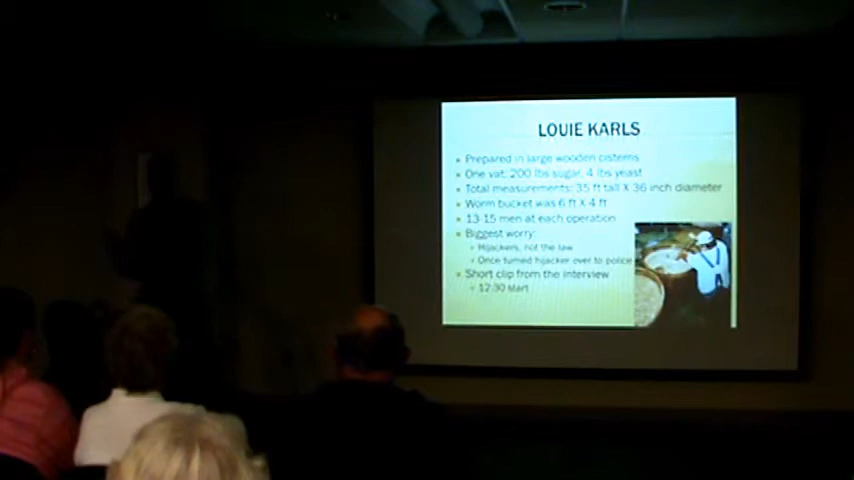 LOUIE KARLS
Prepared in large wooden cisterns
One vat: 200 lbs sugar, 4 lbs yeast
Total measurements: 35 ft tall X 36 inch diameter
Worm bucket was 6 ft X 4 ft
13-15 men at each operation
Biggest worry:
Hijackers, not the law
Once turned hijacker over to police
Short clip from the interview
12:30 start